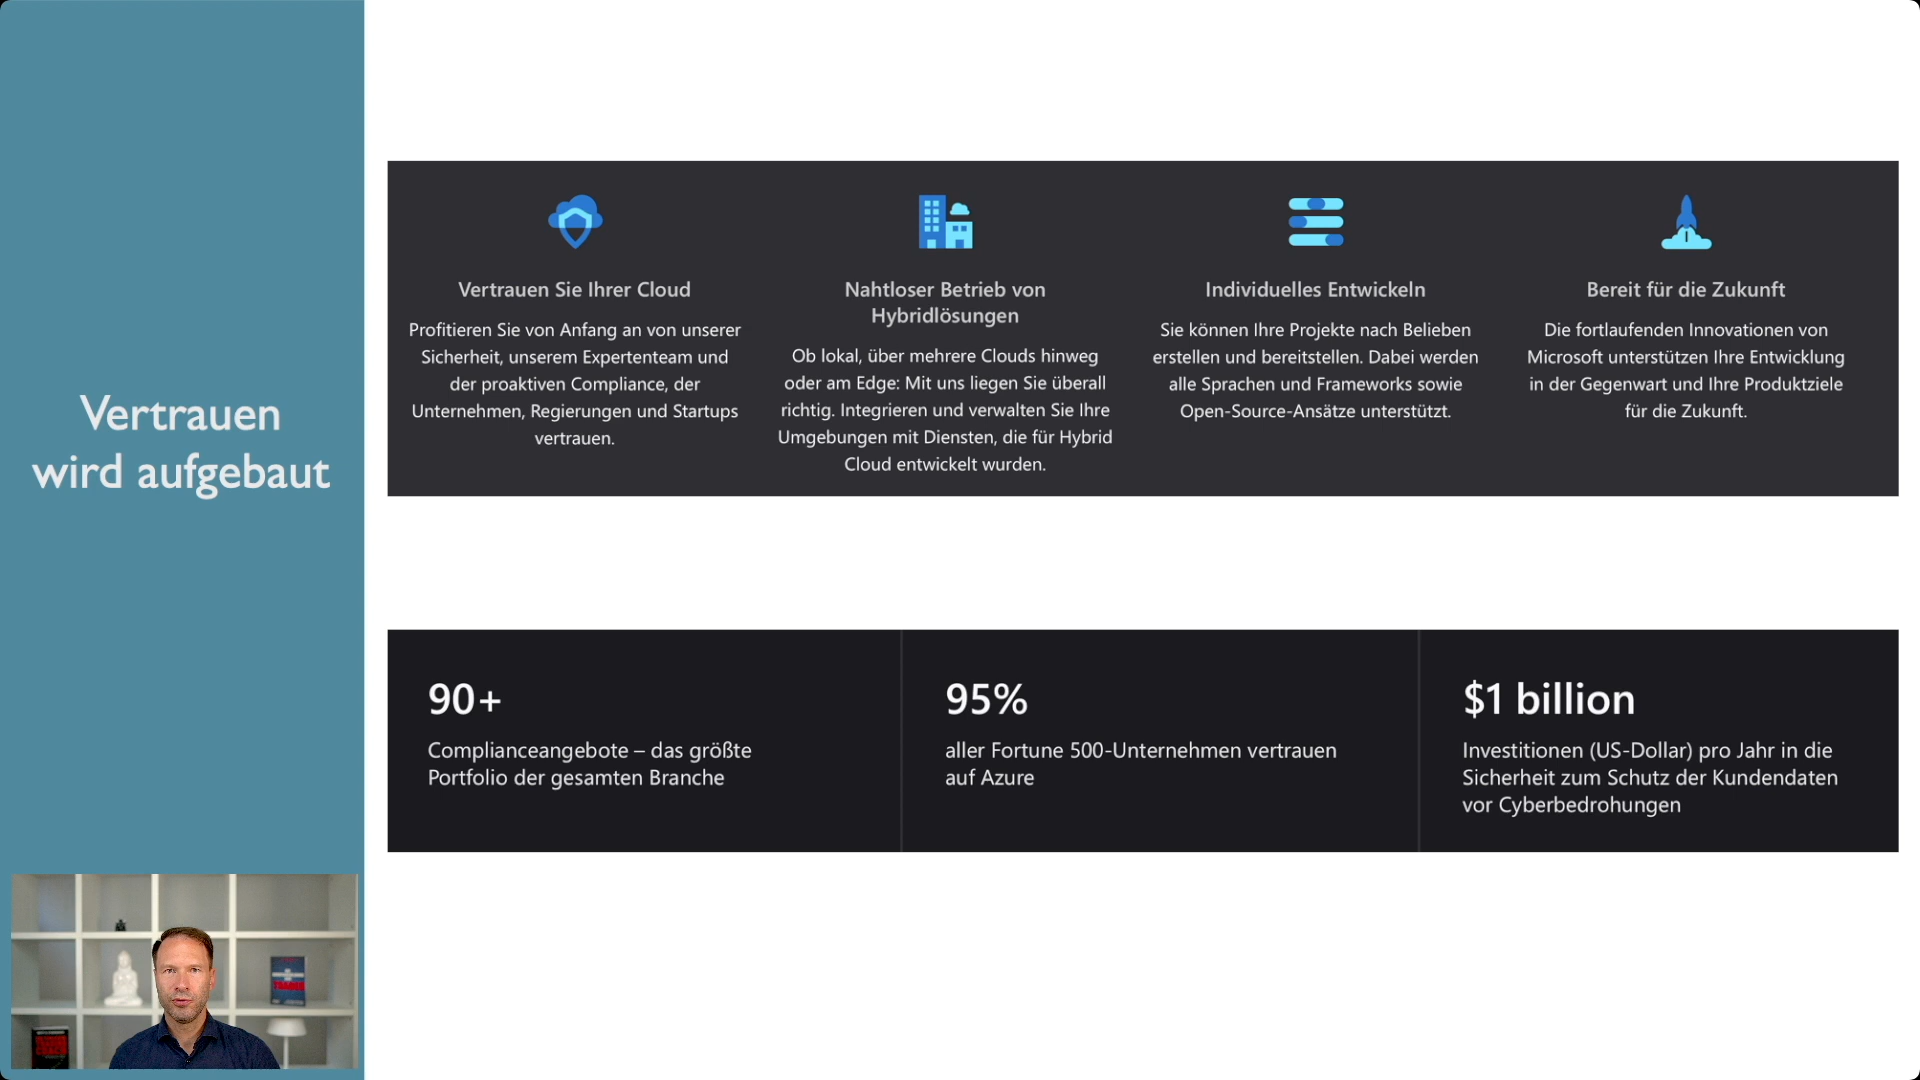 Vertrauen
wird aufgebaut
Vertrauen Sie Ihrer Cloud
Profitieren Sie von Anfang an von unserer
Sicherheit, unserem Expertenteam und
der proaktiven Compliance, der
Unternehmen, Regierungen und Startups
vertrauen.
Nahtloser Betrieb von
Hybridlösungen
Ob lokal, über mehrere Clouds hinweg
oder am Edge: Mit uns liegen Sie überall
richtig. Integrieren und verwalten Sie Ihre
Umgebungen mit Diensten, die für Hybrid
Cloud entwickelt wurden.
Individuelles Entwickeln
Sie können Ihre Projekte nach Belieben
erstellen und bereitstellen. Dabei werden
alle Sprachen und Frameworks sowie
Open-Source-Ansätze unterstützt.
Bereit für die Zukunft
Die fortlaufenden Innovationen von
Microsoft unterstützen Ihre Entwicklung
in der Gegenwart und Ihre Produktziele
für die Zukunft.
90+
Complianceangebote – das größte
Portfolio der gesamten Branche
95%
aller Fortune 500-Unternehmen vertrauen
auf Azure
$1 billion
Investitionen (US-Dollar) pro Jahr in die
Sicherheit zum Schutz der Kundendaten
vor Cyberbedrohungen